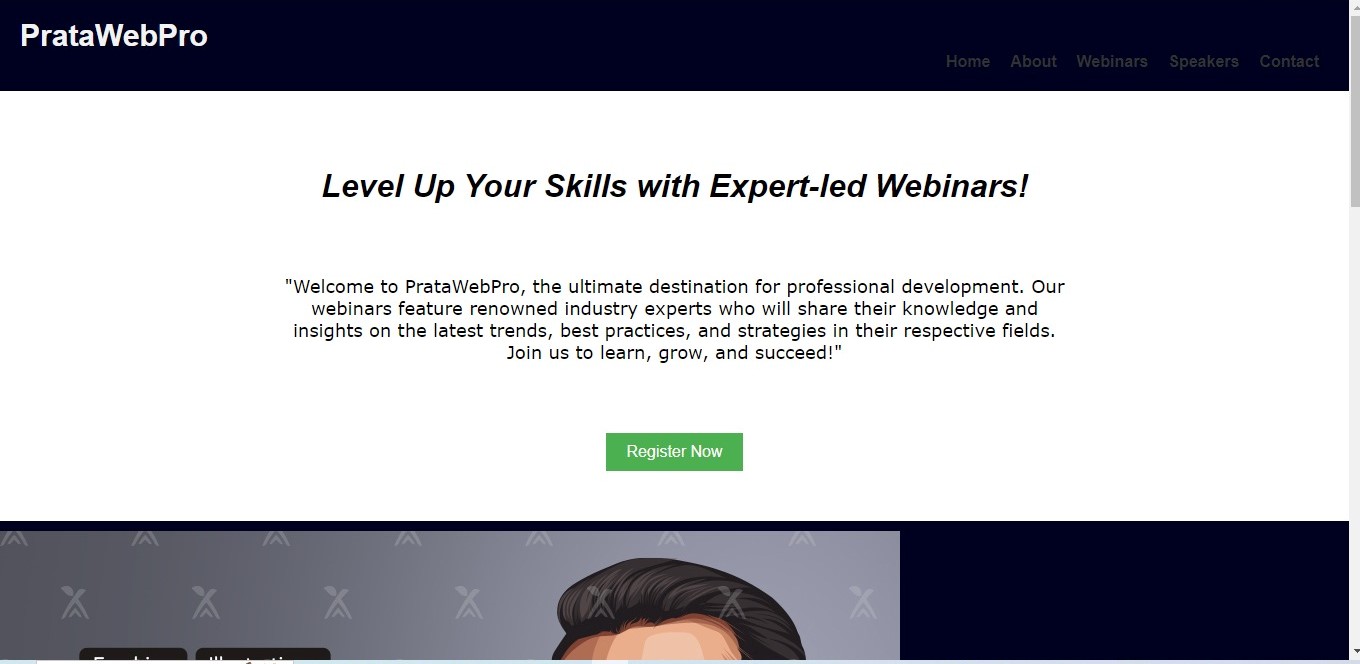 PrataWebPro
Home About Webinars Speakers Contact
Level Up Your Skills with Expert-led Webinars!
"Welcome to PrataWebPro, the ultimate destination for professional development. Our
webinars feature renowned industry experts who will share their knowledge and
insights on the latest trends, best practices, and strategies in their respective fields.
Join us to learn, grow, and succeed!"
Register Now